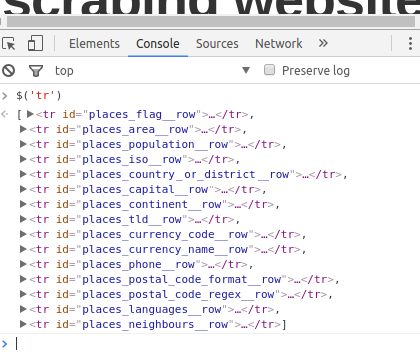 scraping website
Elements Console Sources Network »
top Preserve log
> $('tr')
[ ▶<tr id="places_flag__row">…</tr>,
▶<tr id="places_area__row">…</tr>,
▶<tr id="places_population__row">…</tr>,
▶<tr id="places_iso__row">…</tr>,
▶<tr id="places_country_or_district__row">…</tr>,
▶<tr id="places_capital__row">…</tr>,
▶<tr id="places_continent__row">…</tr>,
▶<tr id="places_tld__row">…</tr>,
▶<tr id="places_currency_code__row">…</tr>,
▶<tr id="places_currency_name__row">…</tr>,
▶<tr id="places_phone__row">…</tr>,
▶<tr id="places_postal_code_format__row">…</tr>,
▶<tr id="places_postal_code_regex__row">…</tr>,
▶<tr id="places_languages__row">…</tr>,
▶<tr id="places_neighbours__row">…</tr>]
>